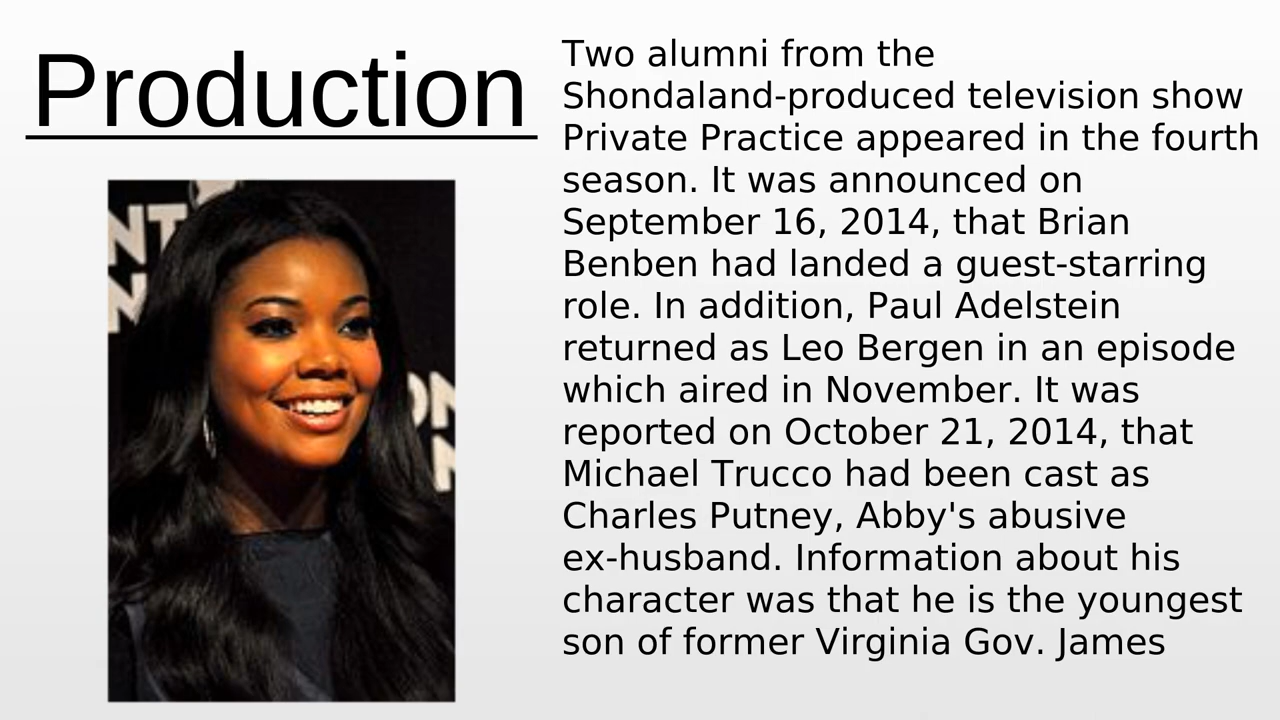 Production
Two alumni from the
Shondaland-produced television show
Private Practice appeared in the fourth
season. It was announced on
September 16, 2014, that Brian
Benben had landed a guest-starring
role. In addition, Paul Adelstein
returned as Leo Bergen in an episode
which aired in November. It was
reported on October 21, 2014, that
Michael Trucco had been cast as
Charles Putney, Abby's abusive
ex-husband. Information about his
character was that he is the youngest
son of former Virginia Gov. James